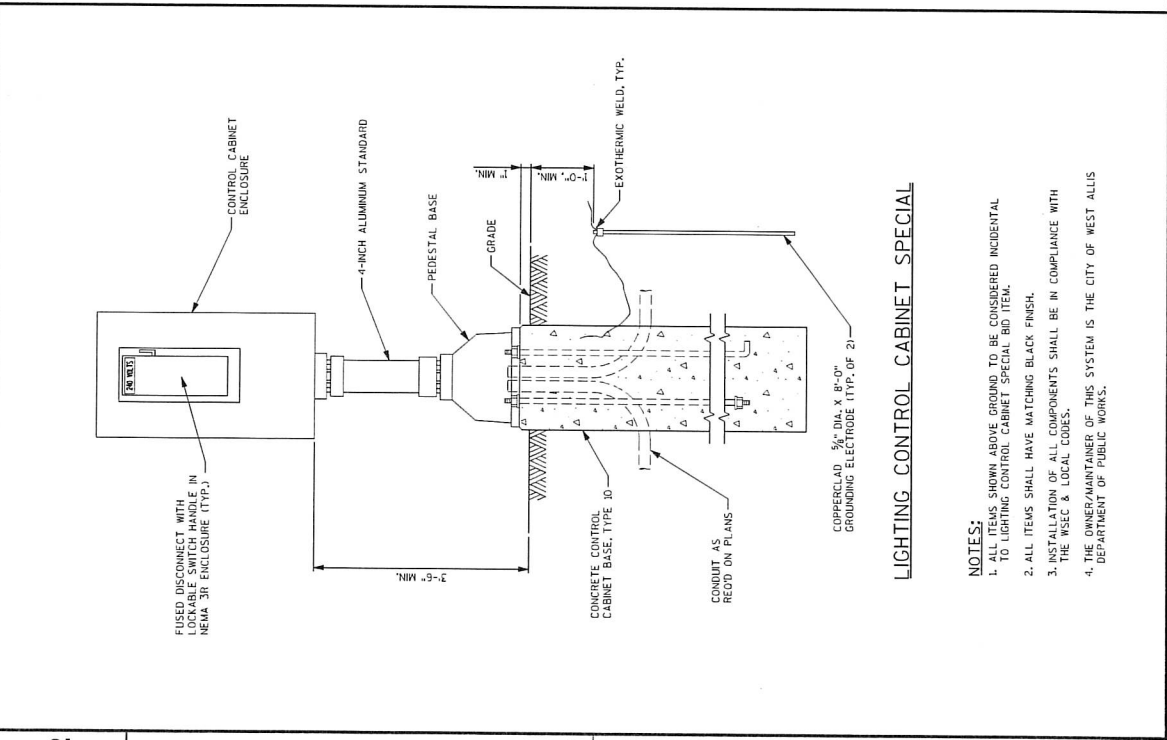 FUSED DISCONNECT WITH
LOCKABLE SWITCH HANDLE IN
NEMA 3R ENCLOSURE (TYP.)
240 VOLTS
CONTROL CABINET
ENCLOSURE
4-INCH ALUMINUM STANDARD
PEDESTAL BASE
GRADE
1" MIN.
1'-0", MIN.
EXOTHERMIC WELD, TYP.
3'-6" MIN.
CONCRETE CONTROL
CABINET BASE, TYPE 10
CONDUIT AS
REQ'D ON PLANS
COPPERCLAD 5/8" DIA. X 8'-0"
GROUNDING ELECTRODE (TYP. OF 2)
LIGHTING CONTROL CABINET SPECIAL
NOTES:
1. ALL ITEMS SHOWN ABOVE GROUND TO BE CONSIDERED INCIDENTAL
TO LIGHTING CONTROL CABINET SPECIAL BID ITEM.
2. ALL ITEMS SHALL HAVE MATCHING BLACK FINISH.
3. INSTALLATION OF ALL COMPONENTS SHALL BE IN COMPLIANCE WITH
THE WSEC & LOCAL CODES.
4. THE OWNER/MAINTAINER OF THIS SYSTEM IS THE CITY OF WEST ALLIS
DEPARTMENT OF PUBLIC WORKS.